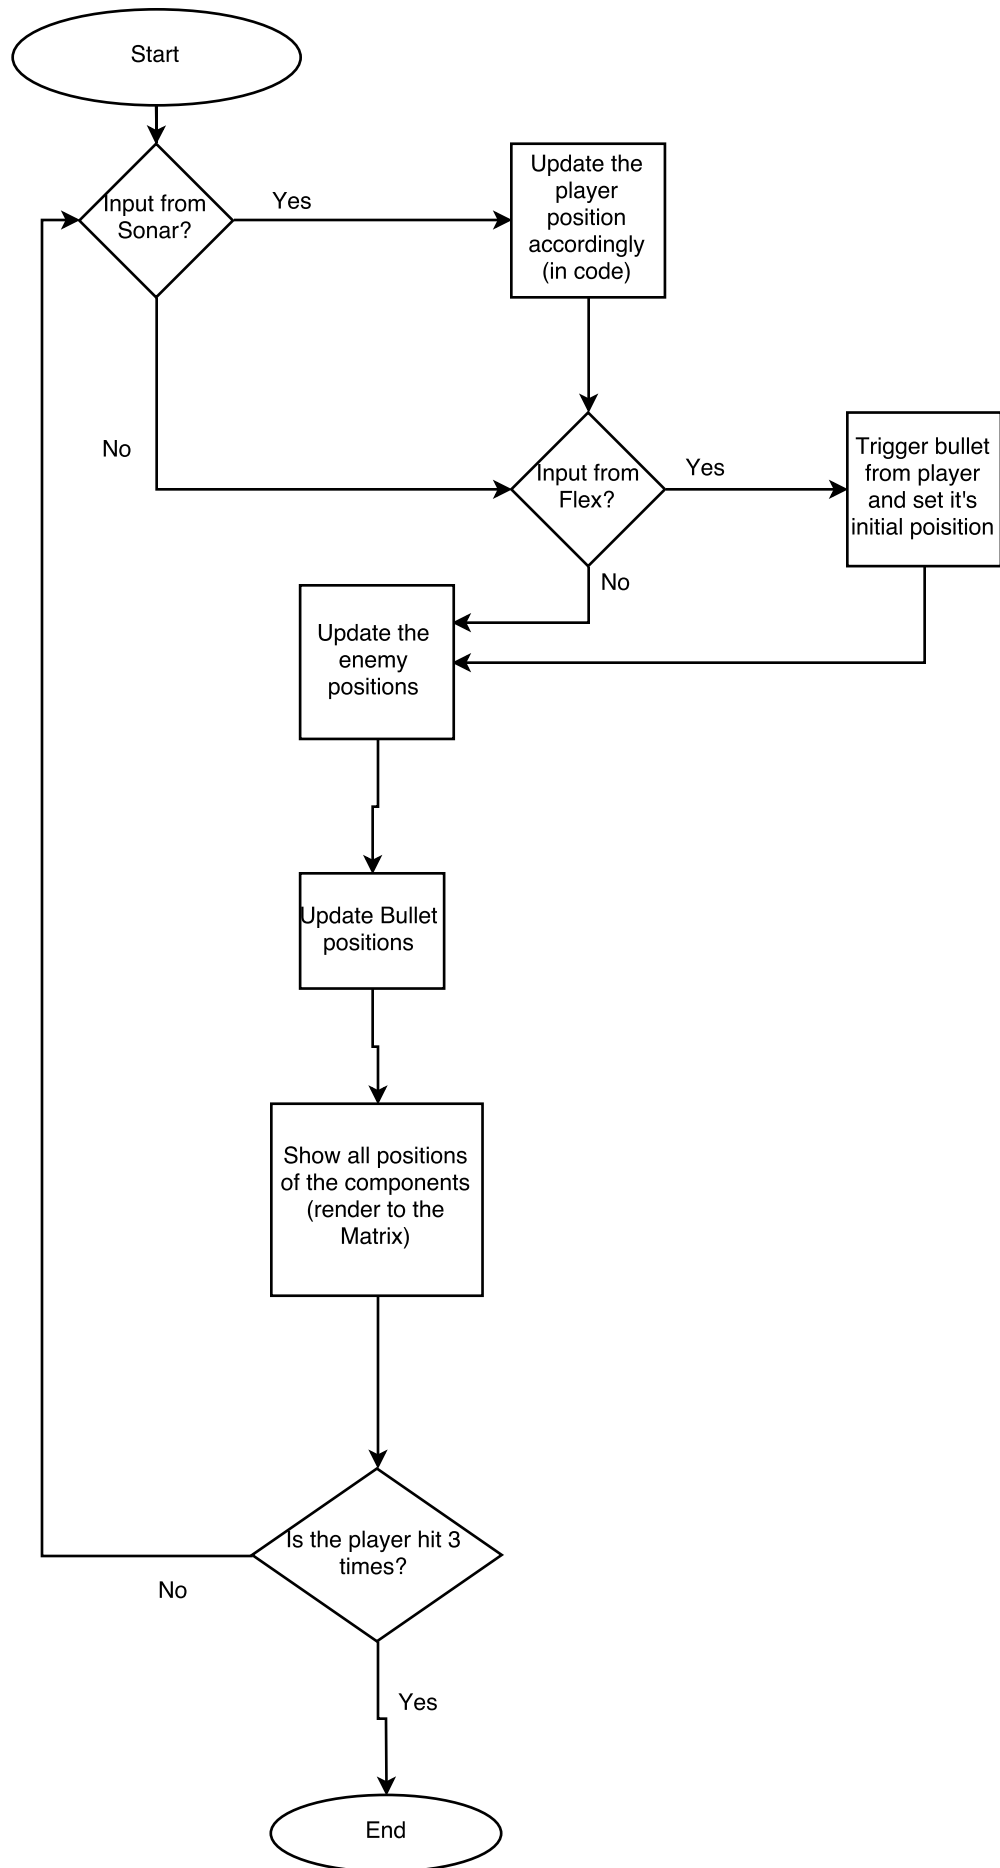 Start
Input from
Sonar?
Yes
Update the
player
position
accordingly
(in code)
No
Input from
Flex?
Yes
Trigger bullet
from player
and set it's
initial poisition
No
Update the
enemy
positions
Update Bullet
positions
Show all positions
of the components
(render to the
Matrix)
Is the player hit 3
times?
No
Yes
End